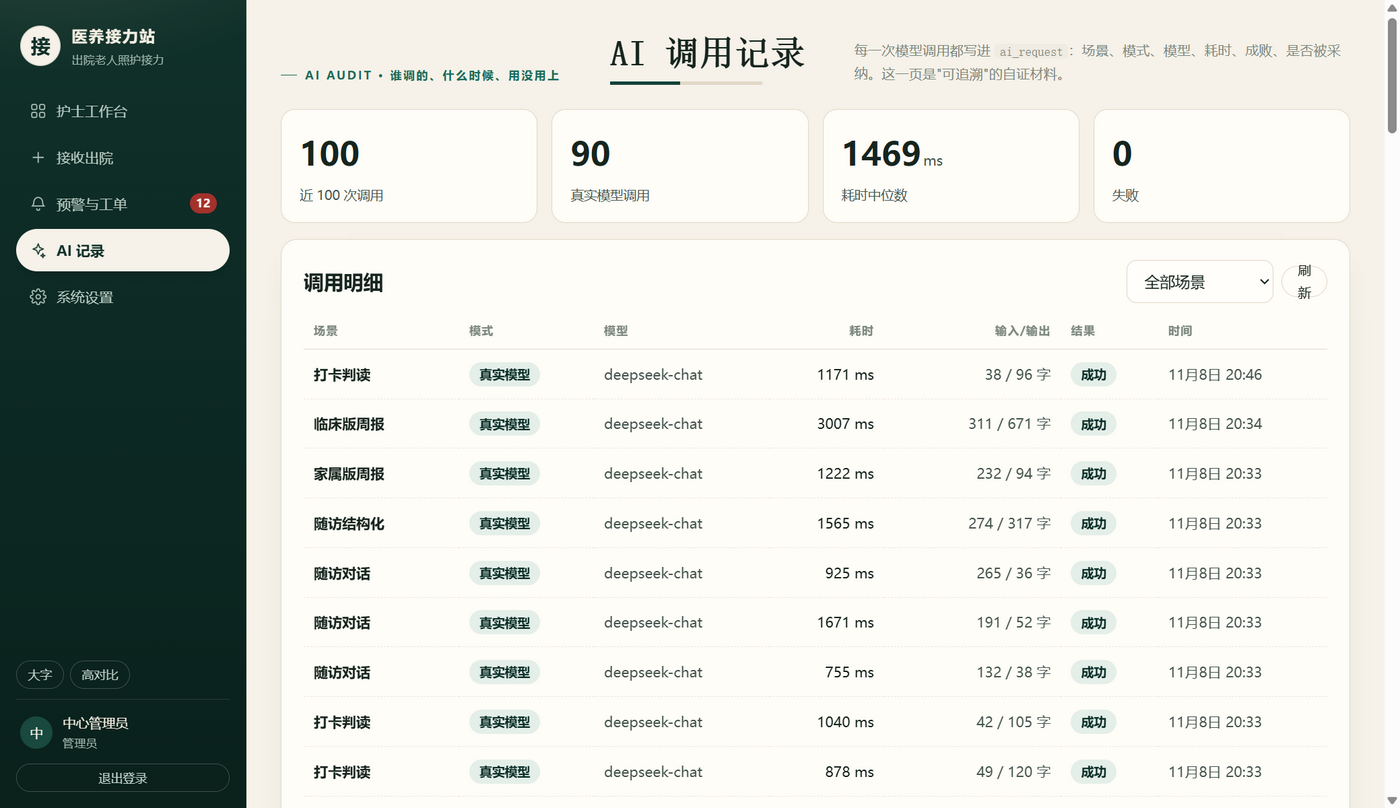 接
医养接力站
出院老人照护接力
护士工作台
接收出院
预警与工单 12
AI 记录
系统设置
大字 高对比
中
中心管理员
管理员
退出登录
AI AUDIT • 谁调的、什么时候、用没用上
AI 调用记录
每一次模型调用都写进 ai_request：场景、模式、模型、耗时、成败、是否被采
纳。这一页是"可追溯"的自证材料。
100
近 100 次调用
90
真实模型调用
1469 ms
耗时中位数
0
失败
调用明细
全部场景
刷
新
场景 模式 模型 耗时 输入/输出 结果 时间
打卡判读 真实模型 deepseek-chat 1171 ms 38 / 96 字 成功 11月8日 20:46
临床版周报 真实模型 deepseek-chat 3007 ms 311 / 671 字 成功 11月8日 20:34
家属版周报 真实模型 deepseek-chat 1222 ms 232 / 94 字 成功 11月8日 20:33
随访结构化 真实模型 deepseek-chat 1565 ms 274 / 317 字 成功 11月8日 20:33
随访对话 真实模型 deepseek-chat 925 ms 265 / 36 字 成功 11月8日 20:33
随访对话 真实模型 deepseek-chat 1671 ms 191 / 52 字 成功 11月8日 20:33
随访对话 真实模型 deepseek-chat 755 ms 132 / 38 字 成功 11月8日 20:33
打卡判读 真实模型 deepseek-chat 1040 ms 42 / 105 字 成功 11月8日 20:33
打卡判读 真实模型 deepseek-chat 878 ms 49 / 120 字 成功 11月8日 20:33